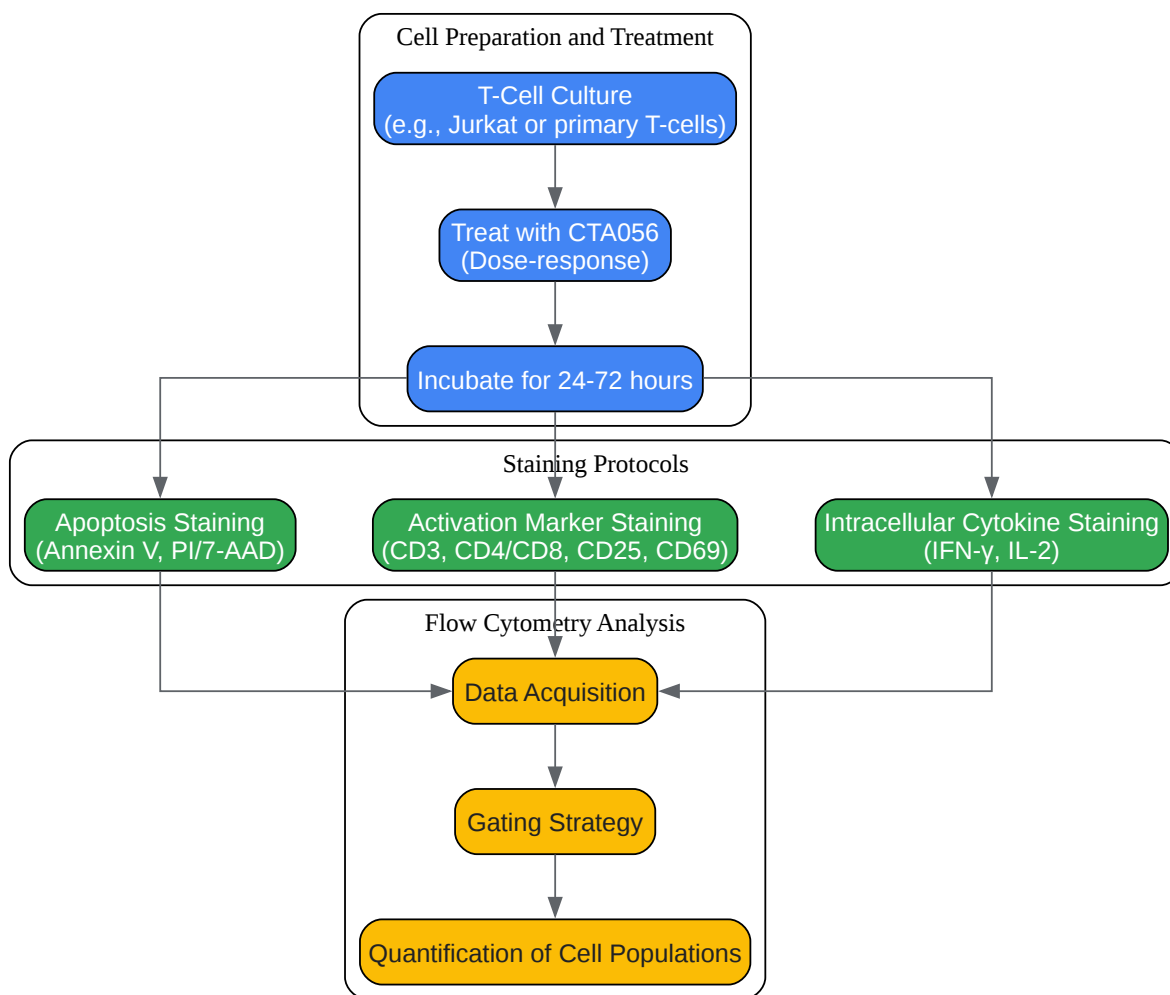 Cell Preparation and Treatment
T-Cell Culture
(e.g., Jurkat or primary T-cells)
Treat with CTA056
(Dose-response)
Incubate for 24-72 hours
Staining Protocols
Apoptosis Staining
(Annexin V, PI/7-AAD)
Activation Marker Staining
(CD3, CD4/CD8, CD25, CD69)
Intracellular Cytokine Staining
(IFN-γ, IL-2)
Flow Cytometry Analysis
Data Acquisition
Gating Strategy
Quantification of Cell Populations